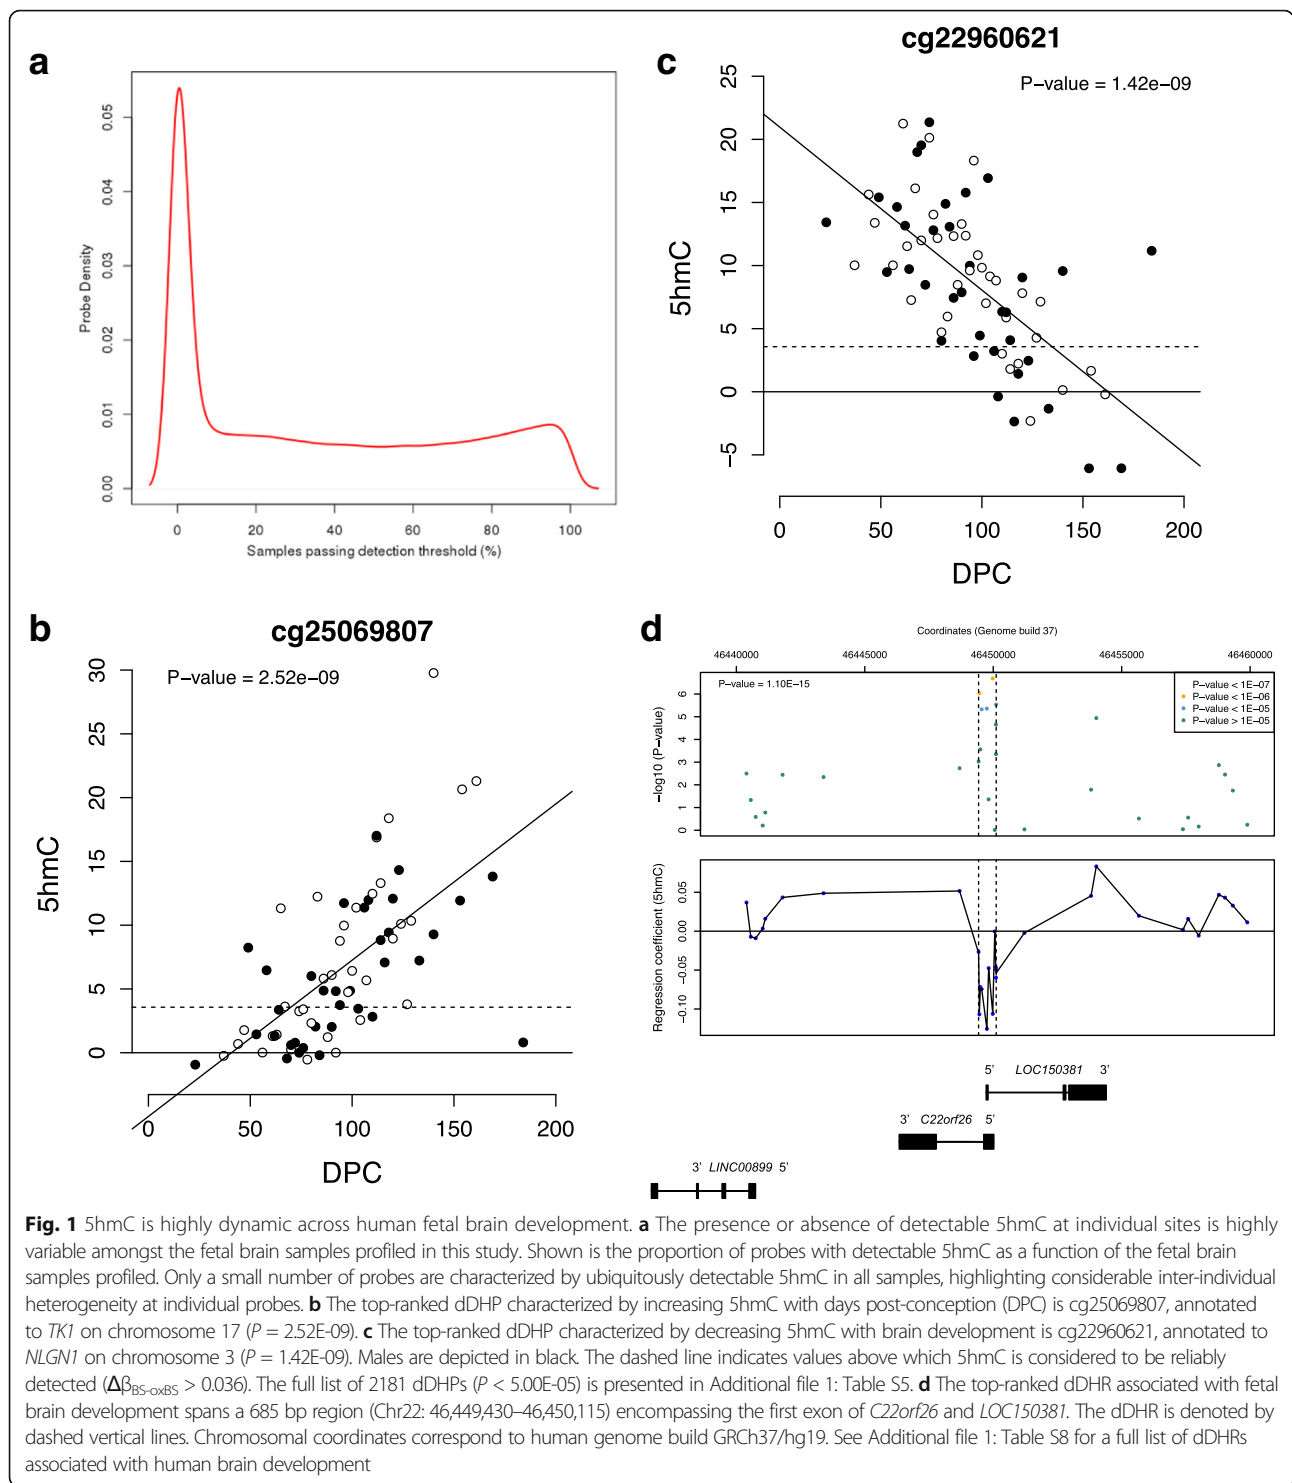 a
0.05
0.04
0.03
0.02
0.01
0.00
Probe Density
0 20 40 60 80 100
Samples passing detection threshold (%)
c
cg22960621
P−value = 1.42e−09
25
20
15
10
5
0
−5
5hmC
0 50 100 150 200
DPC
b
cg25069807
P−value = 2.52e−09
30
25
20
15
10
5
0
5hmC
0 50 100 150 200
DPC
d
Coordinates (Genome build 37)
46440000 46445000 46450000 46455000 46460000
P−value = 1.10E−15
P−value < 1E−07
P−value < 1E−06
P−value < 1E−05
P−value > 1E−05
6
5
4
3
2
1
0
−log10 (P−value)
0.05
0.00
−0.05
−0.10
Regression coefficient (5hmC)
5' LOC150381 3'
3' C22orf26 5'
3' LINC00899 5'
Fig. 1 5hmC is highly dynamic across human fetal brain development. a The presence or absence of detectable 5hmC at individual sites is highly
variable amongst the fetal brain samples profiled in this study. Shown is the proportion of probes with detectable 5hmC as a function of the fetal brain
samples profiled. Only a small number of probes are characterized by ubiquitously detectable 5hmC in all samples, highlighting considerable inter-individual
heterogeneity at individual probes. b The top-ranked dDHP characterized by increasing 5hmC with days post-conception (DPC) is cg25069807, annotated
to TK1 on chromosome 17 (P = 2.52E-09). c The top-ranked dDHP characterized by decreasing 5hmC with brain development is cg22960621, annotated to
NLGN1 on chromosome 3 (P = 1.42E-09). Males are depicted in black. The dashed line indicates values above which 5hmC is considered to be reliably
detected (ΔβBS-oxBS > 0.036). The full list of 2181 dDHPs (P < 5.00E-05) is presented in Additional file 1: Table S5. d The top-ranked dDHR associated with fetal
brain development spans a 685 bp region (Chr22: 46,449,430–46,450,115) encompassing the first exon of C22orf26 and LOC150381. The dDHR is denoted by
dashed vertical lines. Chromosomal coordinates correspond to human genome build GRCh37/hg19. See Additional file 1: Table S8 for a full list of dDHRs
associated with human brain development